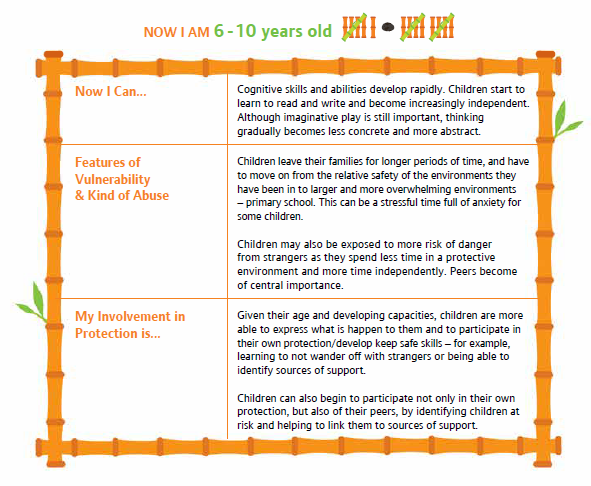 NOW I AM 6-10 years old
Now I Can...
Cognitive skills and abilities develop rapidly. Children start to
learn to read and write and become increasingly independent.
Although imaginative play is still important, thinking
gradually becomes less concrete and more abstract.
Features of
Vulnerability
& Kind of Abuse
Children leave their families for longer periods of time, and have
to move on from the relative safety of the environments they
have been in to larger and more overwhelming environments
– primary school. This can be a stressful time full of anxiety for
some children.
Children may also be exposed to more risk of danger
from strangers as they spend less time in a protective
environment and more time independently. Peers become
of central importance.
My Involvement in
Protection is...
Given their age and developing capacities, children are more
able to express what is happen to them and to participate in
their own protection/develop keep safe skills – for example,
learning to not wander off with strangers or being able to
identify sources of support.
Children can also begin to participate not only in their own
protection, but also of their peers, by identifying children at
risk and helping to link them to sources of support.